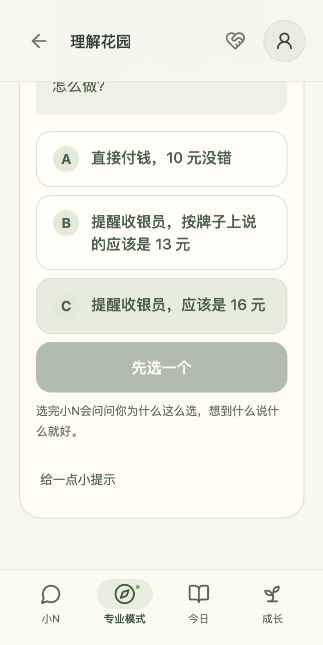 理解花园
怎么做？
A 直接付钱，10 元没错
B 提醒收银员，按牌子上说
的应该是 13 元
C 提醒收银员，应该是 16 元
先选一个
选完小N会问问你为什么这么选，想到什么说什
么就好。
给一点小提示
小N 专业模式 今日 成长